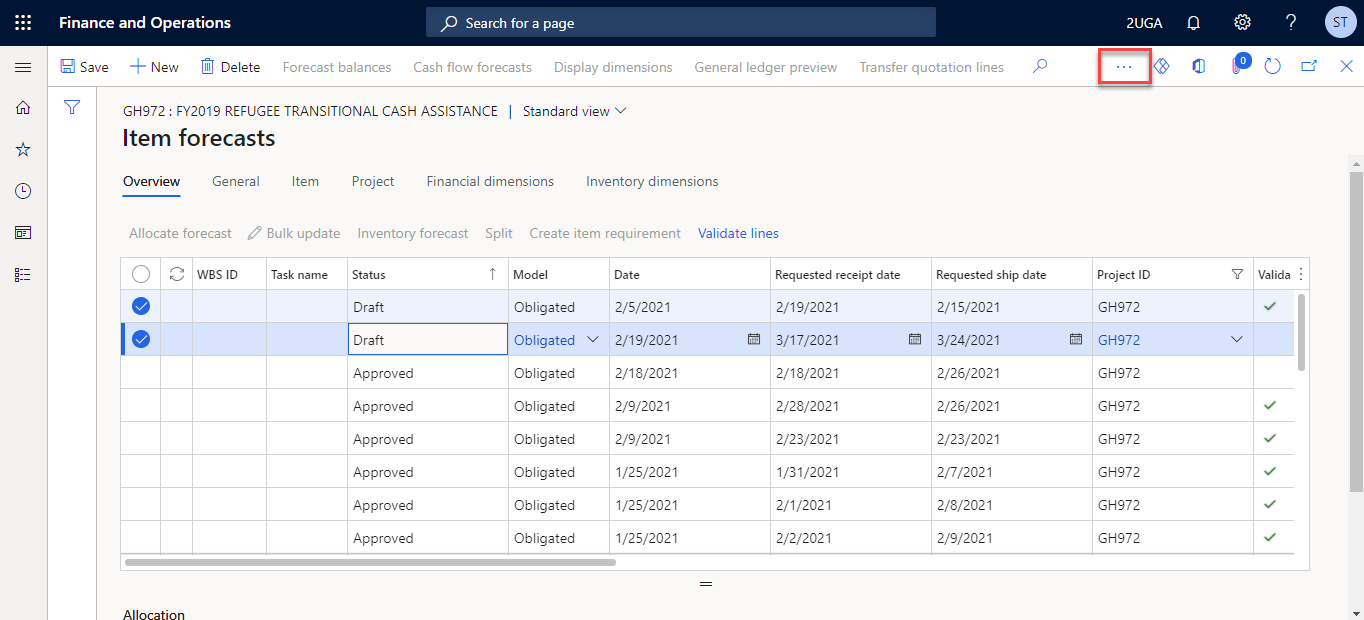 Finance and Operations Search for a page 2UGA ? ST
Save New Delete Forecast balances Cash flow forecasts Display dimensions General ledger preview Transfer quotation lines ... 0
GH972 : FY2019 REFUGEE TRANSITIONAL CASH ASSISTANCE | Standard view
Item forecasts
Overview General Item Project Financial dimensions Inventory dimensions
Allocate forecast Bulk update Inventory forecast Split Create item requirement Validate lines
WBS ID Task name Status ↑ Model Date Requested receipt date Requested ship date Project ID Valida
Draft Obligated 2/5/2021 2/19/2021 2/15/2021 GH972
Draft Obligated 2/19/2021 3/17/2021 3/24/2021 GH972
Approved Obligated 2/18/2021 2/18/2021 2/26/2021 GH972
Approved Obligated 2/9/2021 2/28/2021 2/26/2021 GH972
Approved Obligated 2/9/2021 2/23/2021 2/23/2021 GH972
Approved Obligated 1/25/2021 1/31/2021 2/7/2021 GH972
Approved Obligated 1/25/2021 2/1/2021 2/8/2021 GH972
Approved Obligated 1/25/2021 2/2/2021 2/9/2021 GH972
Allocation